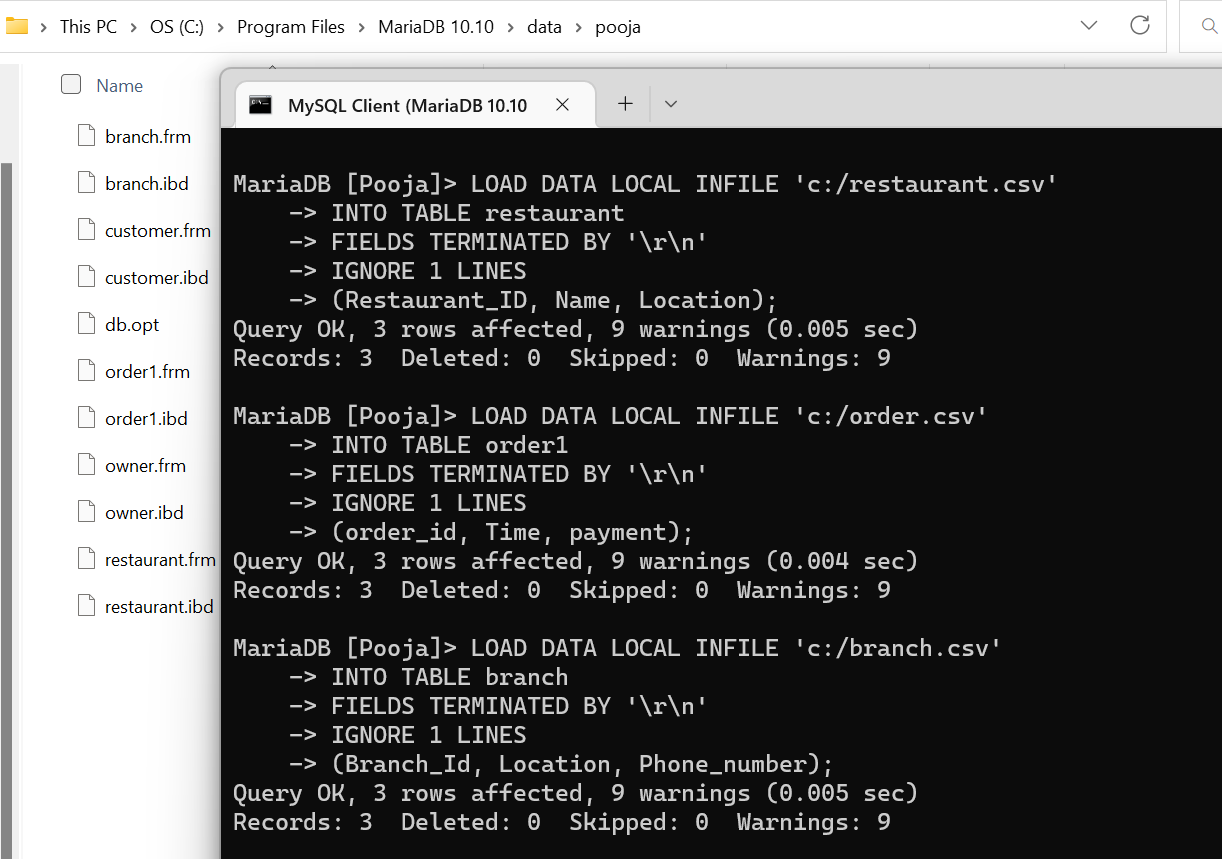 This PC > OS (C:) > Program Files > MariaDB 10.10 > data > pooja
Name
branch.frm
branch.ibd
customer.frm
customer.ibd
db.opt
order1.frm
order1.ibd
owner.frm
owner.ibd
restaurant.frm
restaurant.ibd
MySQL Client (MariaDB 10.10
MariaDB [Pooja]> LOAD DATA LOCAL INFILE 'c:/restaurant.csv'
    -> INTO TABLE restaurant
    -> FIELDS TERMINATED BY '\r\n'
    -> IGNORE 1 LINES
    -> (Restaurant_ID, Name, Location);
Query OK, 3 rows affected, 9 warnings (0.005 sec)
Records: 3  Deleted: 0  Skipped: 0  Warnings: 9
MariaDB [Pooja]> LOAD DATA LOCAL INFILE 'c:/order.csv'
    -> INTO TABLE order1
    -> FIELDS TERMINATED BY '\r\n'
    -> IGNORE 1 LINES
    -> (order_id, Time, payment);
Query OK, 3 rows affected, 9 warnings (0.004 sec)
Records: 3  Deleted: 0  Skipped: 0  Warnings: 9
MariaDB [Pooja]> LOAD DATA LOCAL INFILE 'c:/branch.csv'
    -> INTO TABLE branch
    -> FIELDS TERMINATED BY '\r\n'
    -> IGNORE 1 LINES
    -> (Branch_Id, Location, Phone_number);
Query OK, 3 rows affected, 9 warnings (0.005 sec)
Records: 3  Deleted: 0  Skipped: 0  Warnings: 9